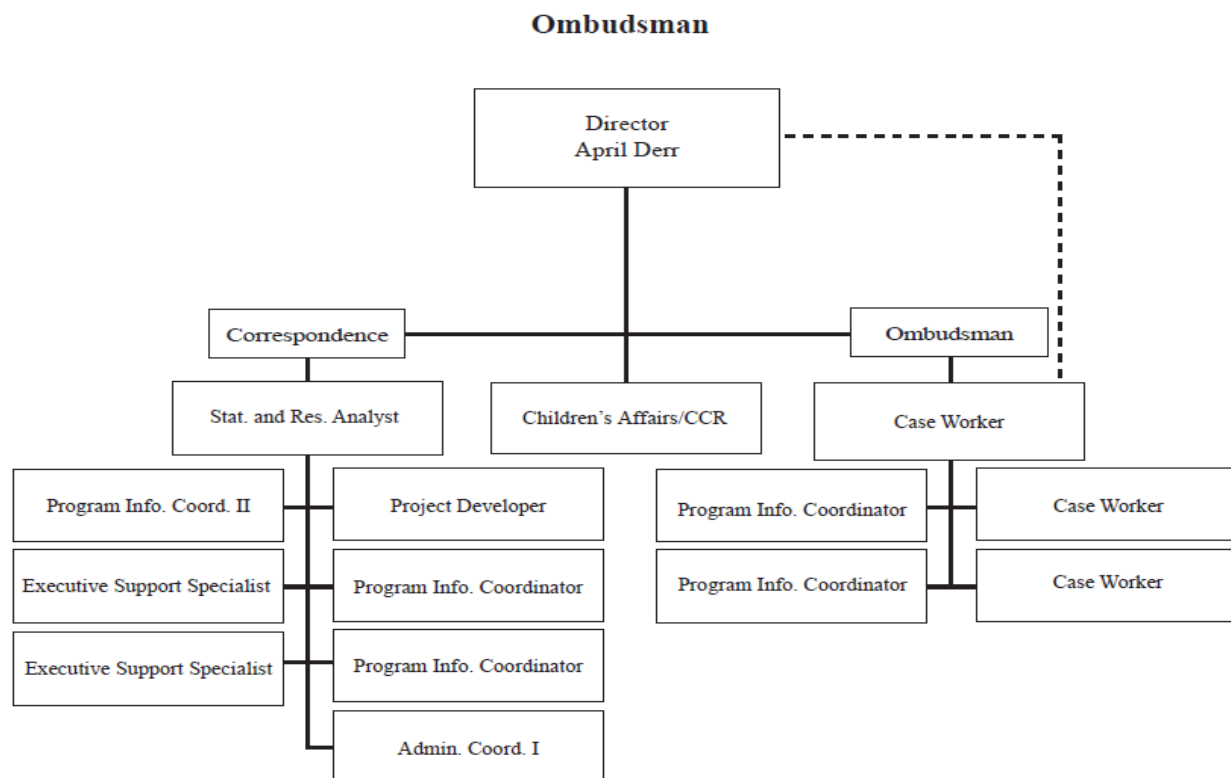 Ombudsman
Director
April Derr
Correspondence
Ombudsman
Stat. and Res. Analyst
Children's Affairs/CCR
Case Worker
Program Info. Coord. II
Project Developer
Program Info. Coordinator
Case Worker
Executive Support Specialist
Program Info. Coordinator
Program Info. Coordinator
Case Worker
Executive Support Specialist
Program Info. Coordinator
Admin. Coord. I